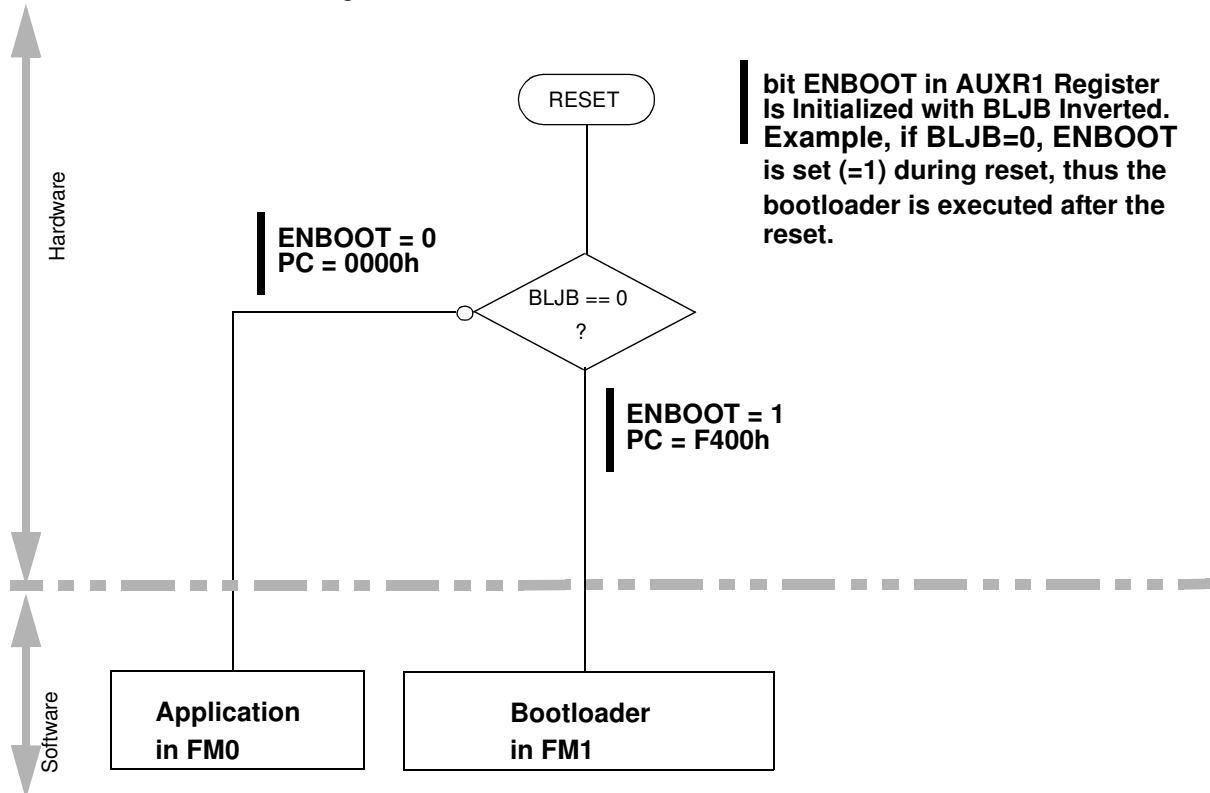 RESET
bit ENBOOT in AUXR1 Register
Is Initialized with BLJB Inverted.
Example, if BLJB=0, ENBOOT
is set (=1) during reset, thus the
bootloader is executed after the
reset.
Hardware
ENBOOT = 0
PC = 0000h
BLJB == 0
?
ENBOOT = 1
PC = F400h
Software
Application
in FM0
Bootloader
in FM1